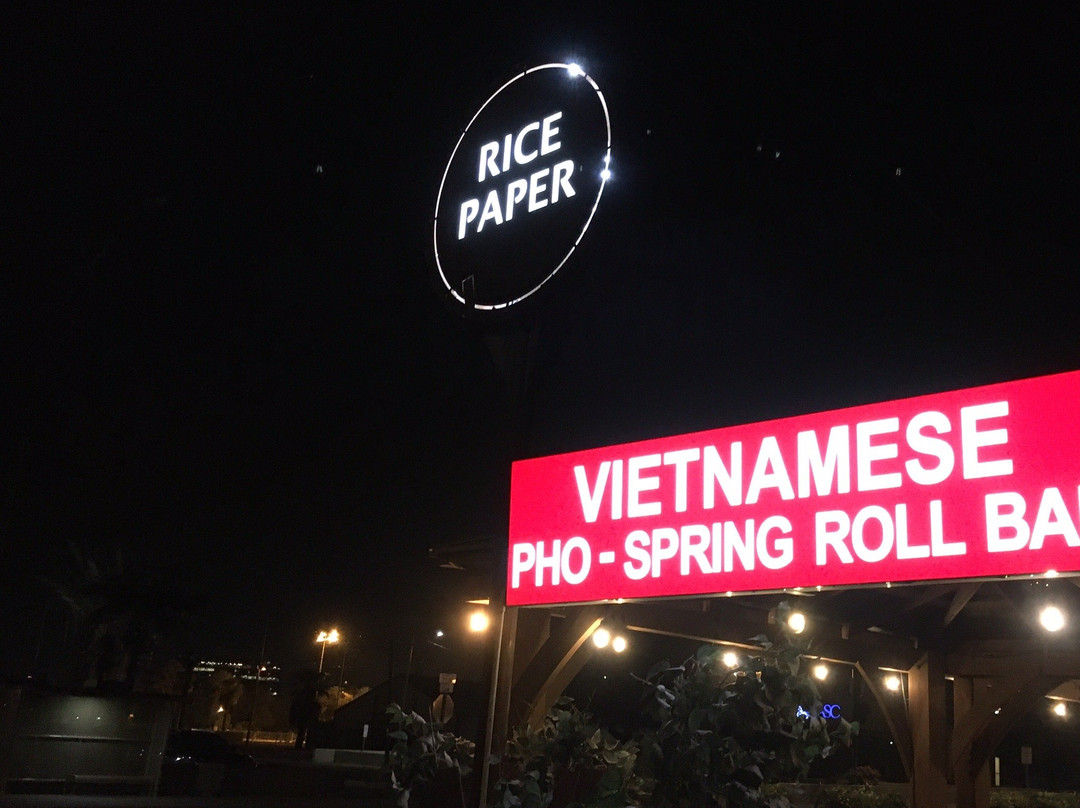 RICE
PAPER
VIETNAMESE
PHO - SPRING ROLL BA